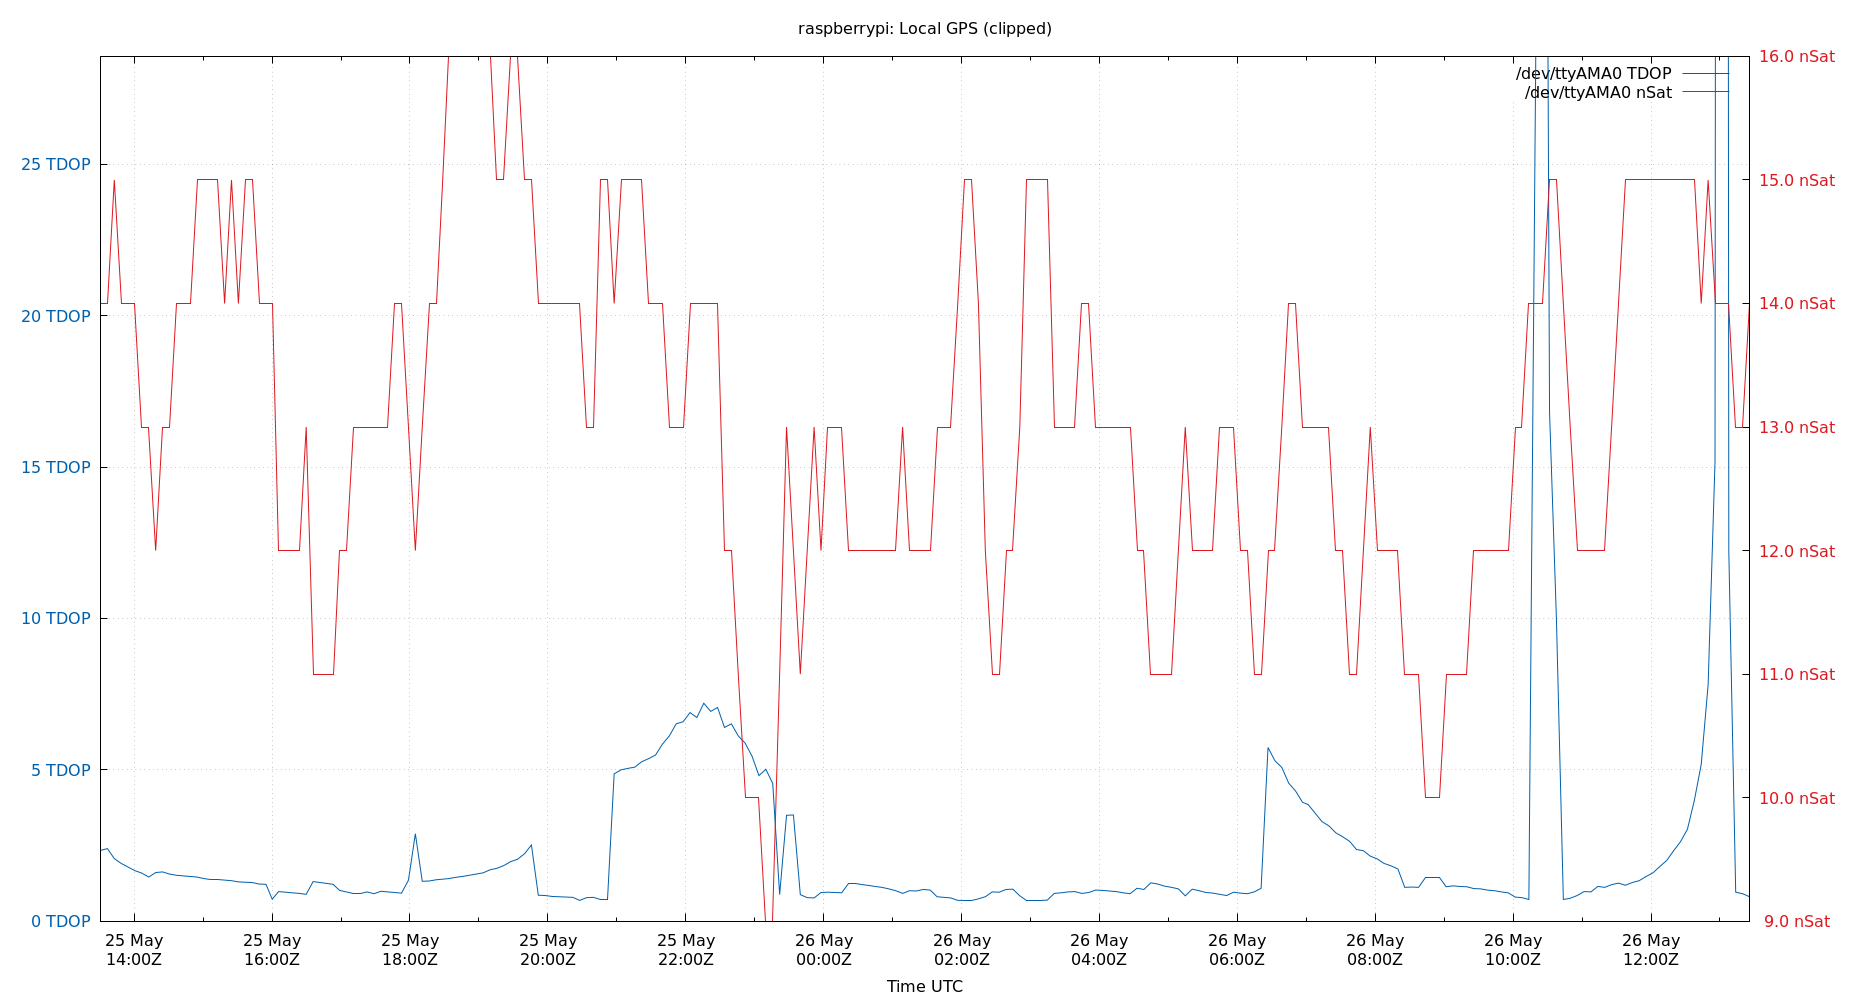 raspberrypi: Local GPS (clipped)
/dev/ttyAMA0 TDOP
/dev/ttyAMA0 nSat
25 TDOP
20 TDOP
15 TDOP
10 TDOP
5 TDOP
0 TDOP
16.0 nSat
15.0 nSat
14.0 nSat
13.0 nSat
12.0 nSat
11.0 nSat
10.0 nSat
9.0 nSat
25 May
14:00Z
25 May
16:00Z
25 May
18:00Z
25 May
20:00Z
25 May
22:00Z
26 May
00:00Z
26 May
02:00Z
26 May
04:00Z
26 May
06:00Z
26 May
08:00Z
26 May
10:00Z
26 May
12:00Z
Time UTC